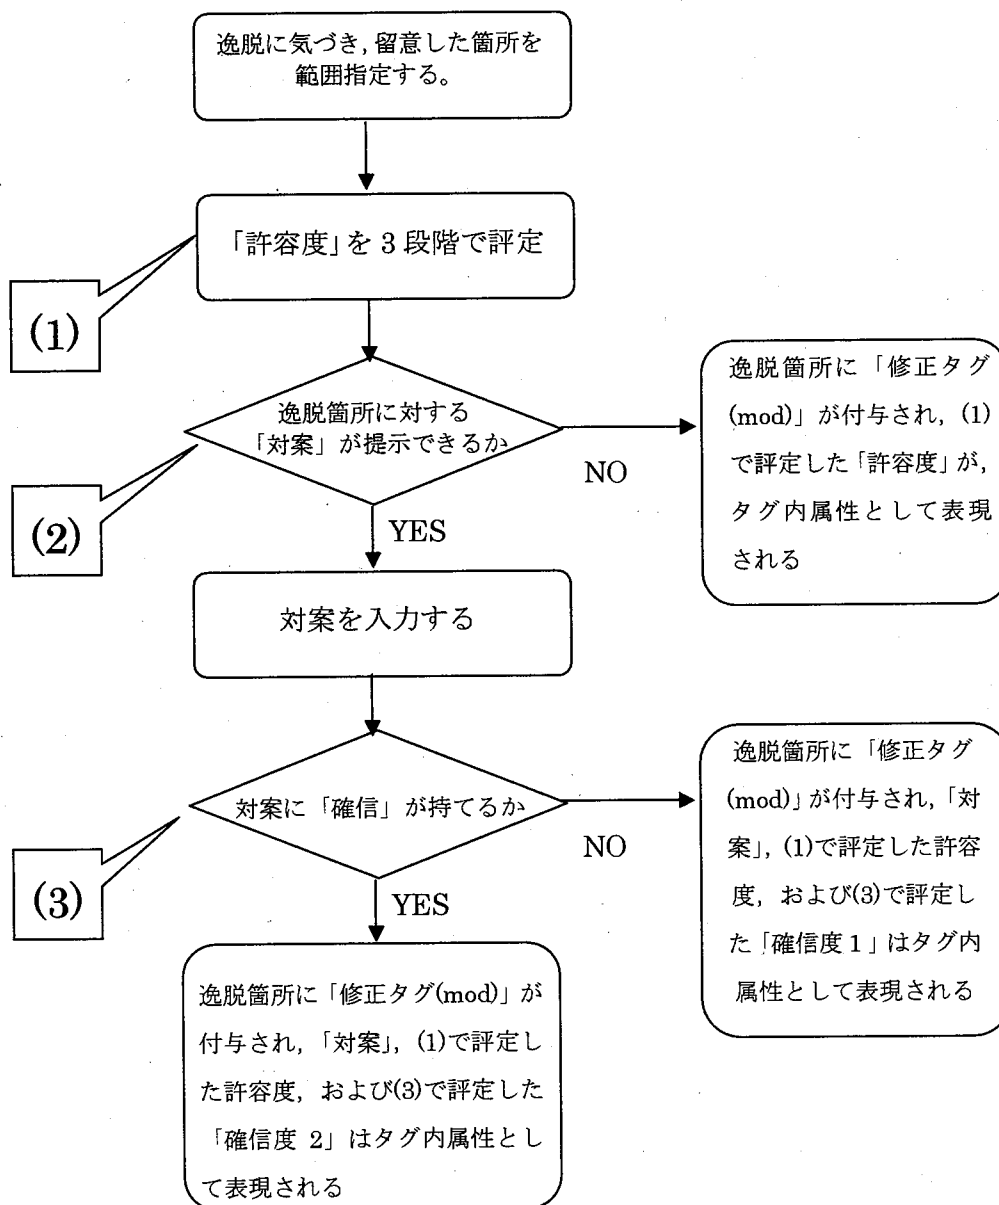 逸脱に気づき, 留意した箇所を
範囲指定する。
「許容度」を 3 段階で評定
(1)
逸脱箇所に対する
「対案」が提示できるか
(2)
NO
逸脱箇所に「修正タグ
(mod)」が付与され, (1)
で評定した「許容度」が,
タグ内属性として表現
される
YES
対案を入力する
対案に「確信」が持てるか
(3)
NO
逸脱箇所に「修正タグ
(mod)」が付与され,「対
案」, (1)で評定した許容
度, および(3)で評定し
た「確信度 1」はタグ内
属性として表現される
YES
逸脱箇所に「修正タグ(mod)」が
付与され, 「対案」, (1)で評定し
た許容度, および(3)で評定した
「確信度 2」はタグ内属性とし
て表現される